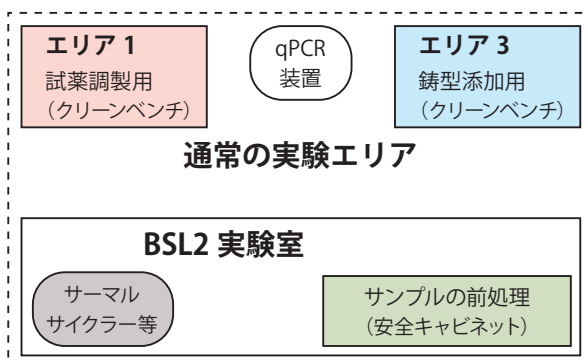 エリア 1
試薬調製用
(クリーンベンチ)
qPCR
装置
エリア 3
鋳型添加用
(クリーンベンチ)
通常の実験エリア
BSL2 実験室
サーマル
サイクラー等
サンプルの前処理
(安全キャビネット)